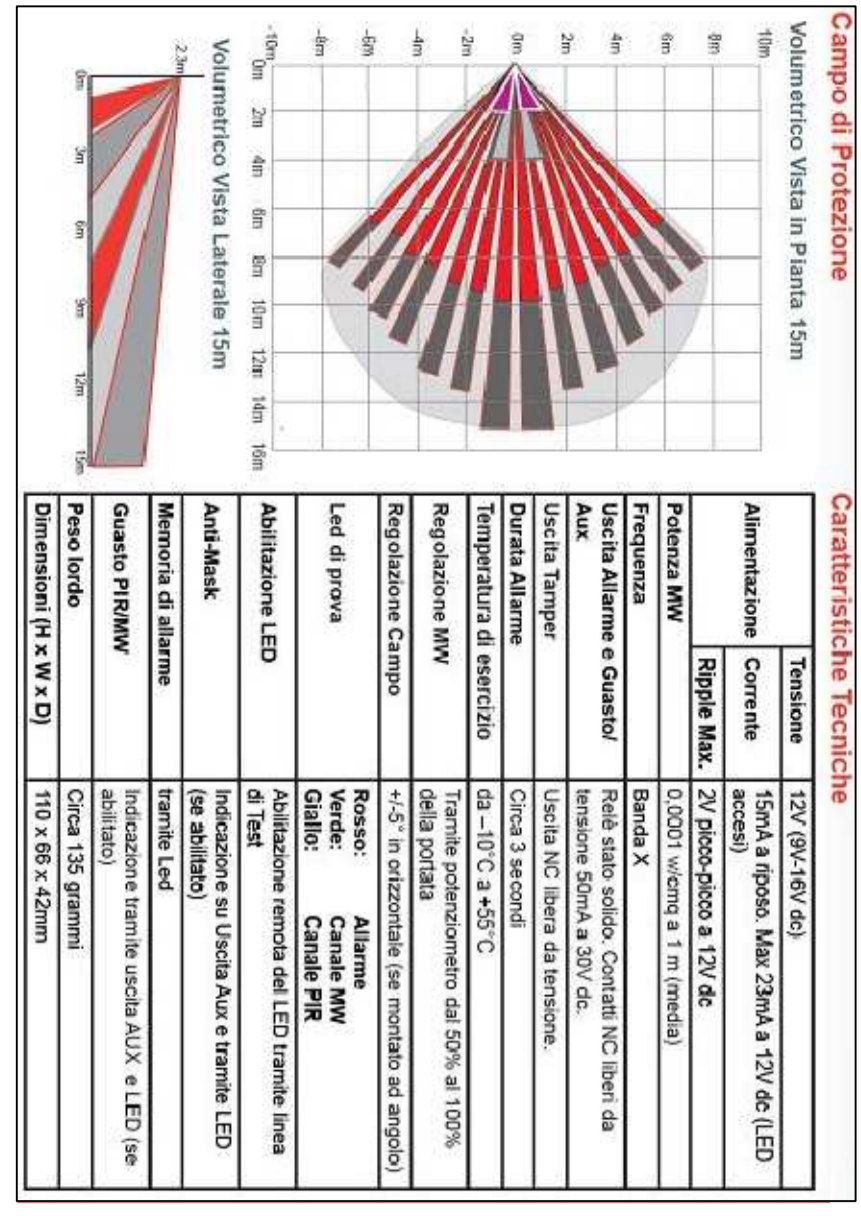 Campo di Protezione
Volumetrico Vista in Pianta 15m
10m
8m
6m
4m
2m
0m
-2m
-4m
-6m
-8m
-10m
0m 2m 4m 6m 8m 10m 12m 14m 16m
Volumetrico Vista Laterale 15m
2.3m
0m 3m 6m 9m 12m 15m
Caratteristiche Tecniche
Alimentazione
Tensione 12V (9V-16V dc)
Corrente 15mA a riposo. Max 23mA a 12V dc (LED
accesi)
Ripple Max. 2V picco-picco a 12V dc
Potenza MW 0,0001 w/cmq a 1 m (media)
Frequenza Banda X
Uscita Allarme e Guasto/ Relè stato solido. Contatti NC liberi da
Aux tensione 50mA a 30V dc.
Uscita Tamper Uscita NC libera da tensione.
Durata Allarme Circa 3 secondi
Temperatura di esercizio da –10°C a +55°C
Regolazione MW Tramite potenziometro dal 50% al 100%
della portata
Regolazione Campo +/-5° in orizzontale (se montato ad angolo)
Led di prova
Rosso: Allarme
Verde: Canale MW
Giallo: Canale PIR
Abilitazione LED Abilitazione remota del LED tramite linea
di Test
Anti-Mask Indicazione su Uscita Aux e tramite LED
(se abilitato)
Memoria di allarme tramite Led
Guasto PIR/MW Indicazione tramite uscita AUX e LED (se
abilitato)
Peso lordo Circa 135 grammi
Dimensioni (H x W x D) 110 x 66 x 42mm